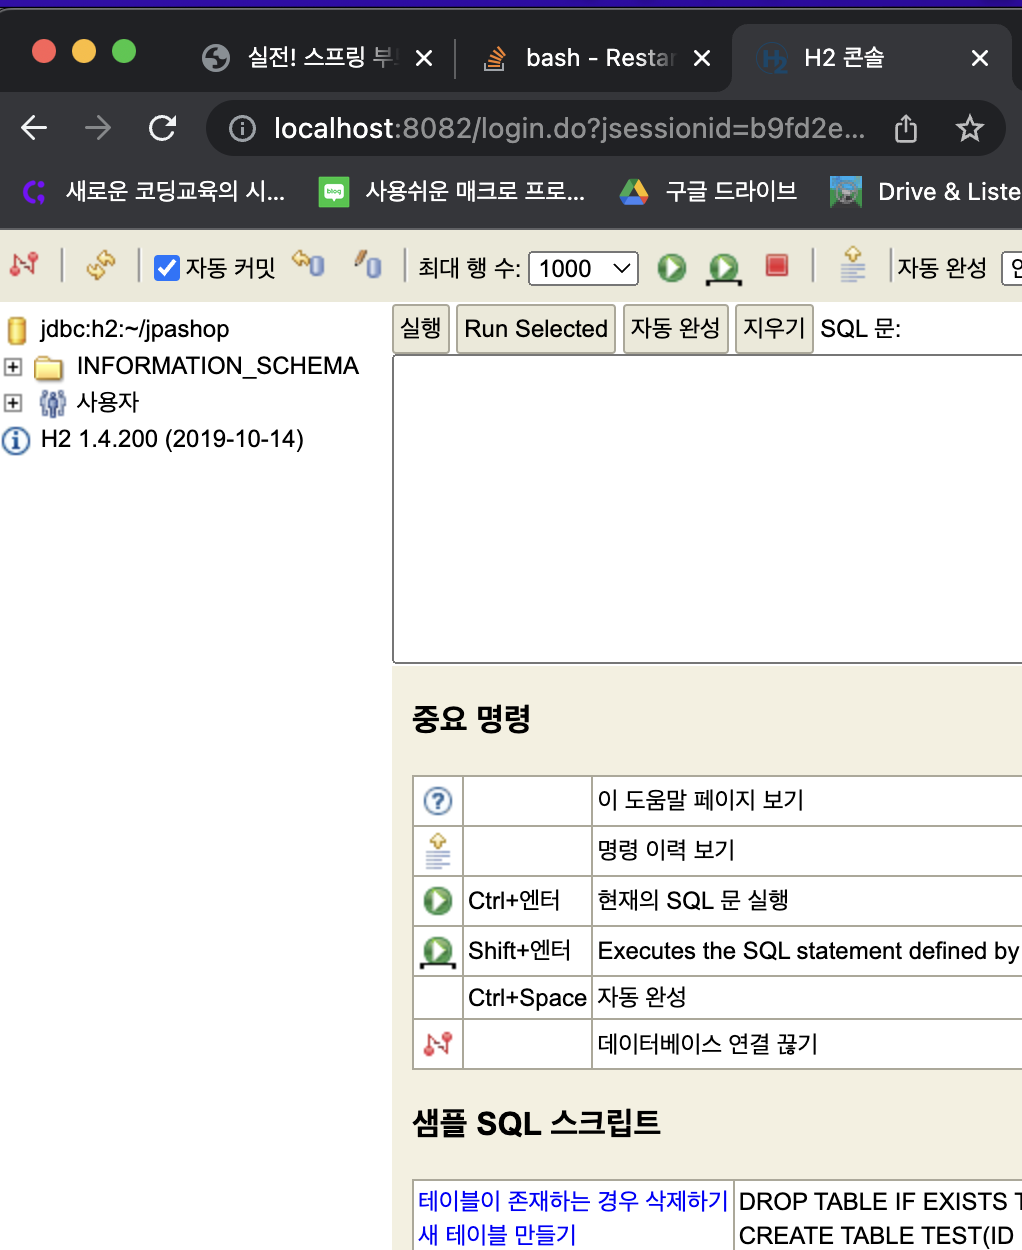 실전! 스프링 부
bash - Restar
H2 콘솔
localhost:8082/login.do?jsessionid=b9fd2e...
새로운 코딩교육의 시...
blog
사용쉬운 매크로 프로...
구글 드라이브
Drive & Liste
자동 커밋
최대 행 수: 1000
자동 완성
jdbc:h2:~/jpashop
INFORMATION_SCHEMA
사용자
H2 1.4.200 (2019-10-14)
실행 Run Selected 자동 완성 지우기 SQL 문:
중요 명령
이 도움말 페이지 보기
명령 이력 보기
Ctrl+엔터 현재의 SQL 문 실행
Shift+엔터 Executes the SQL statement defined by
Ctrl+Space 자동 완성
데이터베이스 연결 끊기
샘플 SQL 스크립트
테이블이 존재하는 경우 삭제하기 DROP TABLE IF EXISTS T
새 테이블 만들기 CREATE TABLE TEST(ID